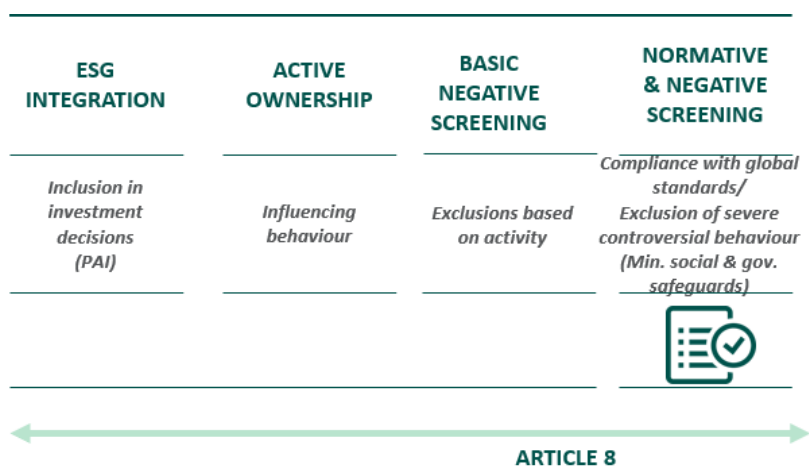 ESG
INTEGRATION
ACTIVE
OWNERSHIP
BASIC
NEGATIVE
SCREENING
NORMATIVE
& NEGATIVE
SCREENING
Inclusion in
investment
decisions
(PAI)
Influencing
behaviour
Exclusions based
on activity
Compliance with global
standards/
Exclusion of severe
controversial behaviour
(Min. social & gov.
safeguards)
ARTICLE 8